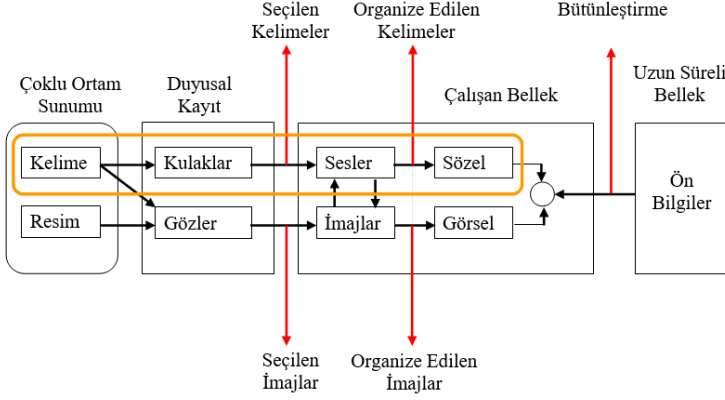 Seçilen
Kelimeler
Organize Edilen
Kelimeler
Bütünleştirme
Çoklu Ortam
Sunumu
Duyusal
Kayıt
Çalışan Bellek
Uzun Süreli
Bellek
Kelime
Kulaklar
Sesler
Sözel
Resim
Gözler
İmajlar
Görsel
Ön
Bilgiler
Seçilen
İmajlar
Organize Edilen
İmajlar